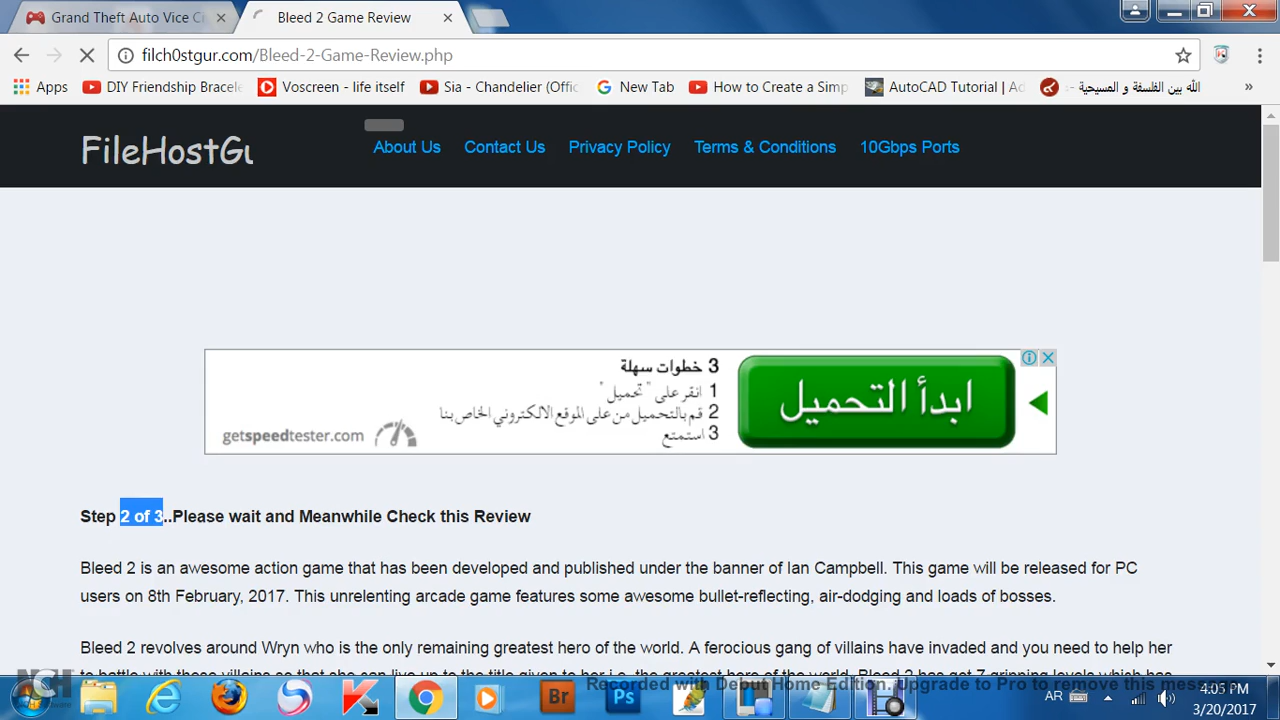 Grand Theft Auto Vice C
Bleed 2 Game Review
filch0stgur.com/Bleed-2-Game-Review.php
Apps
DIY Friendship Bracele
Voscreen - life itself
Sia - Chandelier (Offic
New Tab
How to Create a Simp
AutoCAD Tutorial | Ad
الله بين الفلسفة و المسيحية :-
»
FileHostGu
About Us
Contact Us
Privacy Policy
Terms & Conditions
10Gbps Ports
3 خطوات سهلة
1 انقر على " تحميل"
2 قم بالتحميل من على الموقع الالكتروني الخاص بنا
3 استمتع
getspeedtester.com
ابدأ التحميل
Step 2 of 3..Please wait and Meanwhile Check this Review
Bleed 2 is an awesome action game that has been developed and published under the banner of Ian Campbell. This game will be released for PC
users on 8th February, 2017. This unrelenting arcade game features some awesome bullet-reflecting, air-dodging and loads of bosses.
Bleed 2 revolves around Wryn who is the only remaining greatest hero of the world. A ferocious gang of villains have invaded and you need to help her
Recorded with Debut Home Edition. Upgrade to Pro to remove this message
NCH
Br
Ps
AR
4:05 PM
3/20/2017